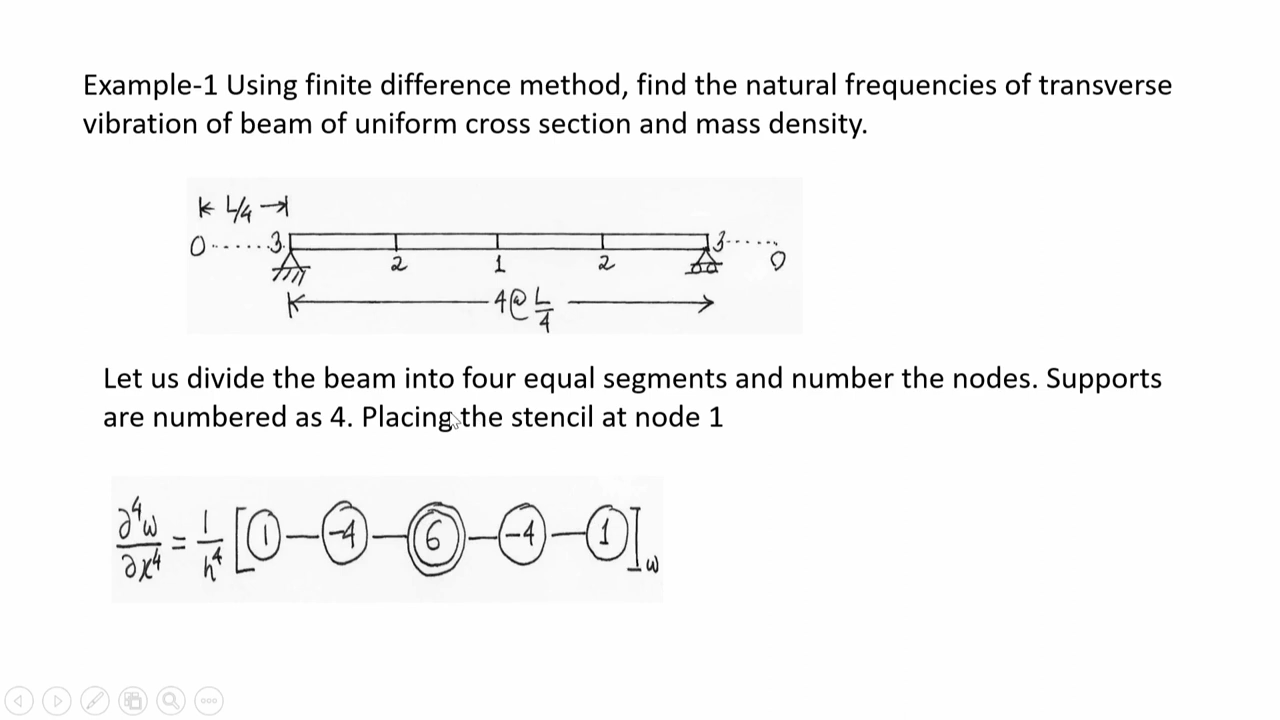 Example-1 Using finite difference method, find the natural frequencies of transverse
vibration of beam of uniform cross section and mass density.
L/4
0 3 3 0
2 1 2
4@ L/4
Let us divide the beam into four equal segments and number the nodes. Supports
are numbered as 4. Placing the stencil at node 1
∂⁴w/∂x⁴ = 1/h⁴ [1 -4 6 -4 1]w